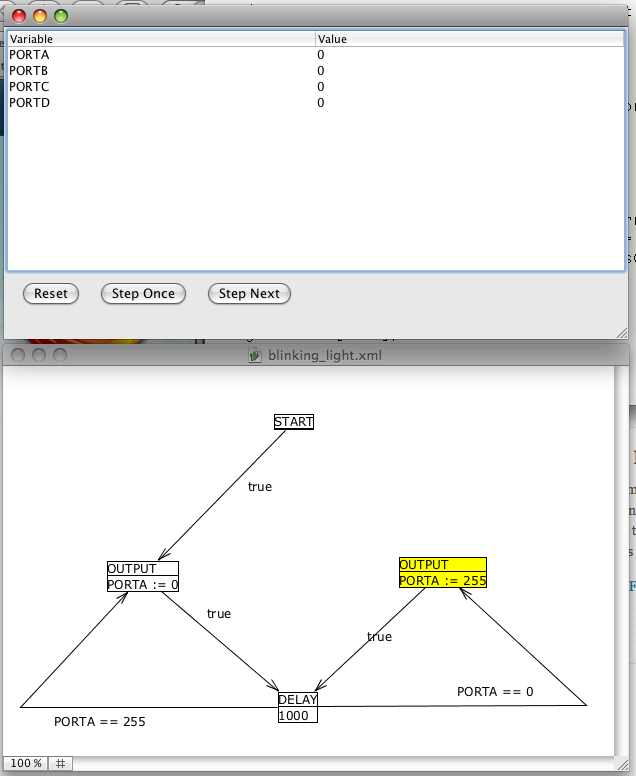 Variable Value
PORTA 0
PORTB 0
PORTC 0
PORTD 0
Reset Step Once Step Next
blinking_light.xml
START
true
OUTPUT
PORTA := 0
OUTPUT
PORTA := 255
true
true
DELAY
1000
PORTA == 0
PORTA == 255
100 %